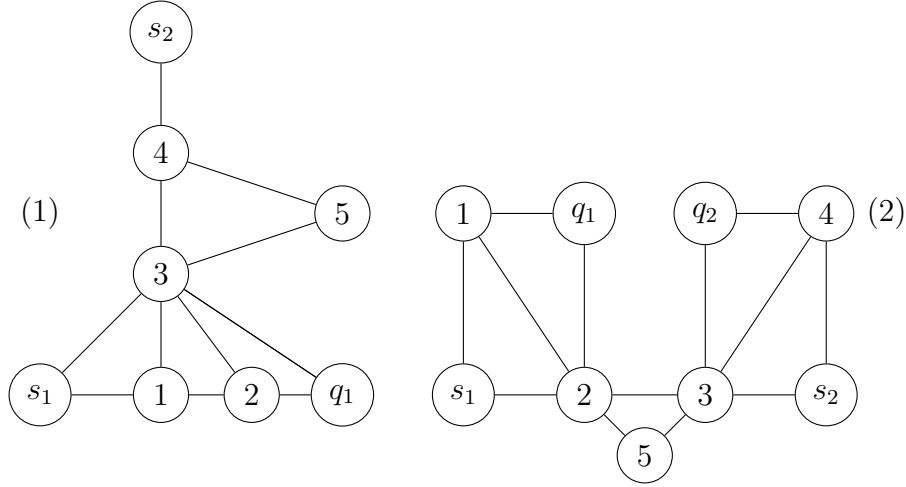 s₂
4
(1)
5
3
s₁ 1 2 q₁
1 q₁ q₂ 4 (2)
s₁ 2 3 s₂
5